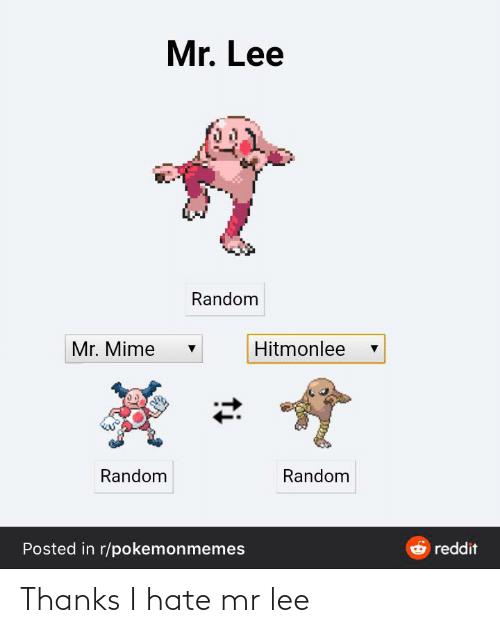 Mr. Lee
Random
Mr. Mime ▼ Hitmonlee ▼
Random Random
Posted in r/pokemonmemes reddit
Thanks I hate mr lee